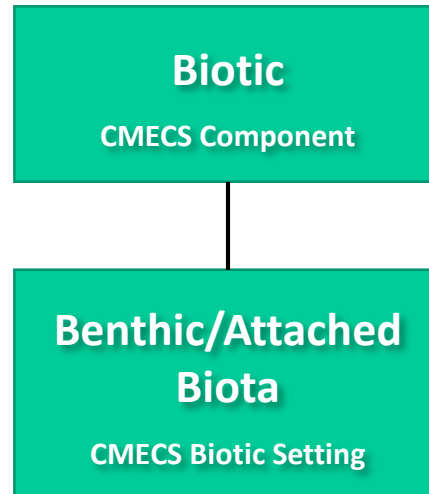 Biotic
CMECS Component
Benthic/Attached
Biota
CMECS Biotic Setting